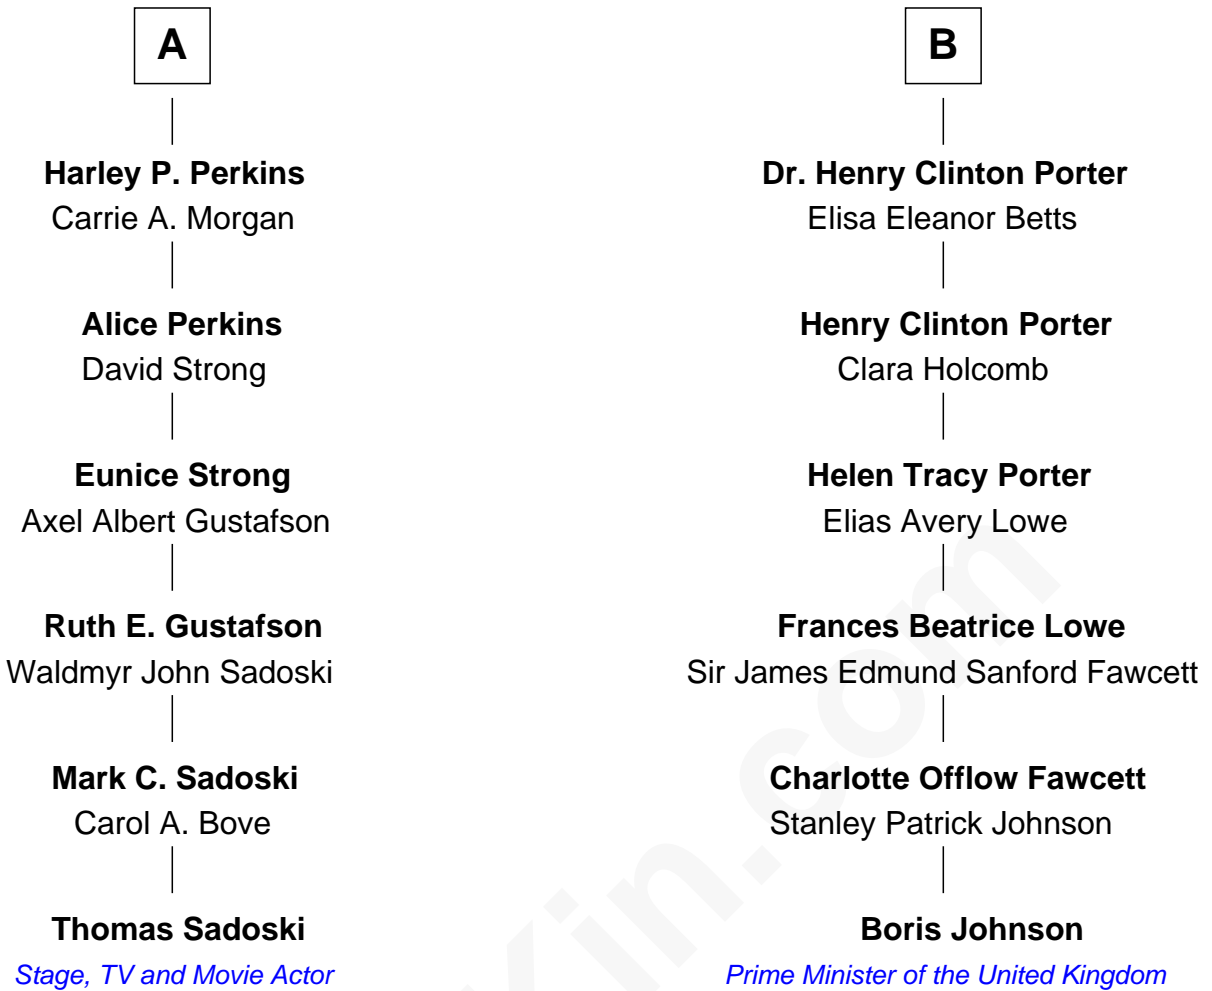 A
Harley P. Perkins
Carrie A. Morgan
Alice Perkins
David Strong
Eunice Strong
Axel Albert Gustafson
Ruth E. Gustafson
Waldmyr John Sadoski
Mark C. Sadoski
Carol A. Bove
Thomas Sadoski
Stage, TV and Movie Actor
B
Dr. Henry Clinton Porter
Elisa Eleanor Betts
Henry Clinton Porter
Clara Holcomb
Helen Tracy Porter
Elias Avery Lowe
Frances Beatrice Lowe
Sir James Edmund Sanford Fawcett
Charlotte Offlow Fawcett
Stanley Patrick Johnson
Boris Johnson
Prime Minister of the United Kingdom